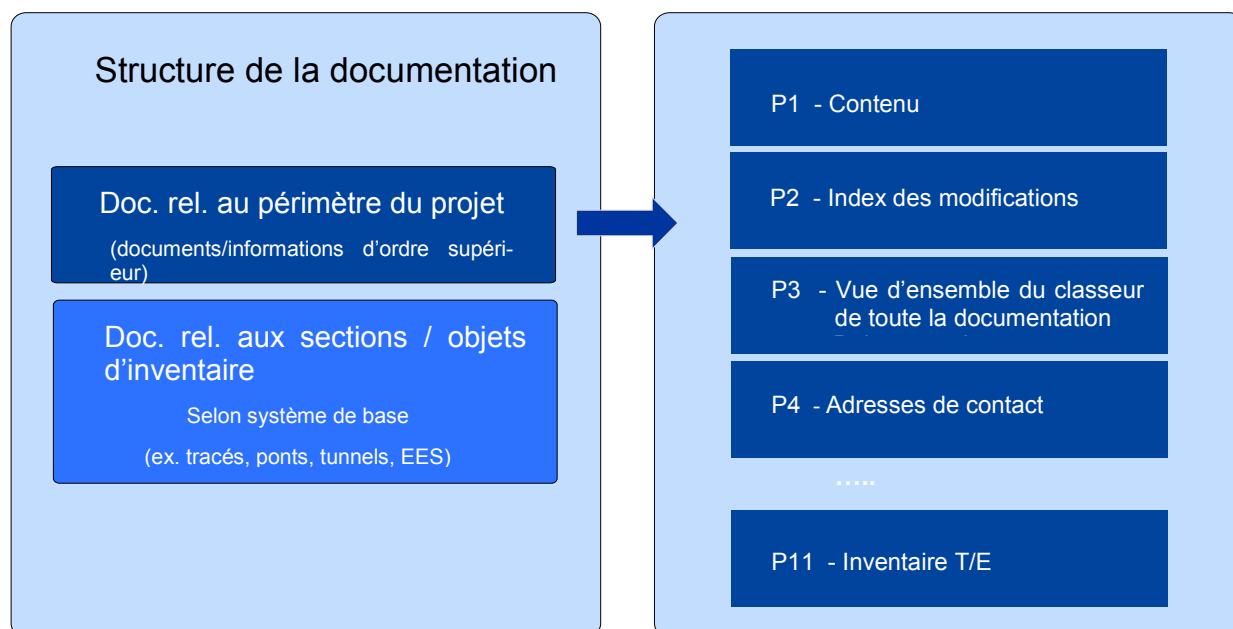 Structure de la documentation
Doc. rel. au périmètre du projet
(documents/informations d’ordre supéri-
eur)
Doc. rel. aux sections / objets
d’inventaire
Selon système de base
(ex. tracés, ponts, tunnels, EES)
P1 - Contenu
P2 - Index des modifications
P3 - Vue d’ensemble du classeur
de toute la documentation
P4 - Adresses de contact
…..
P11 - Inventaire T/E